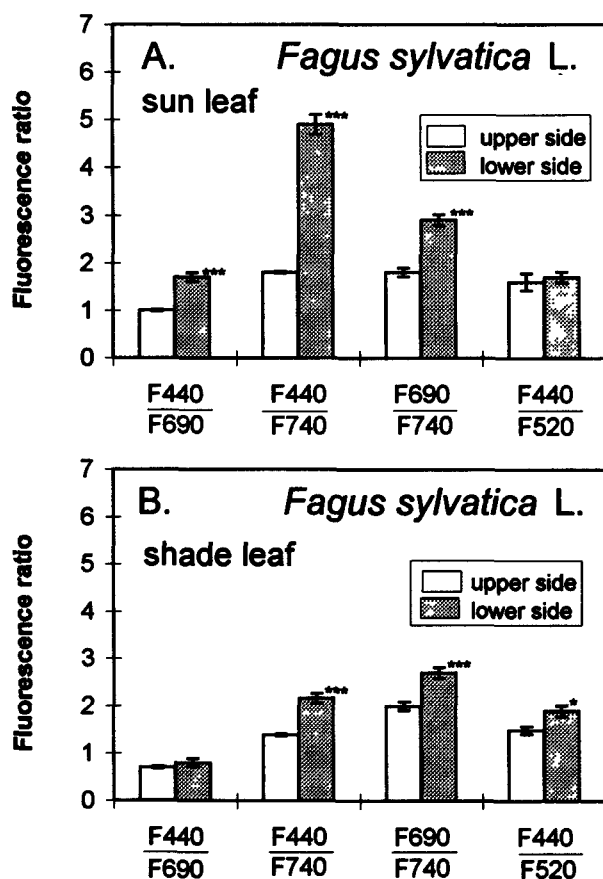 7
6
5
4
3
2
1
0
Fluorescence ratio
A. Fagus sylvatica L.
sun leaf
upper side
lower side
*** *** ***
F440 F440 F690 F440
F690 F740 F740 F520
7
6
5
4
3
2
1
0
Fluorescence ratio
B. Fagus sylvatica L.
shade leaf
upper side
lower side
*** *** *
F440 F440 F690 F440
F690 F740 F740 F520